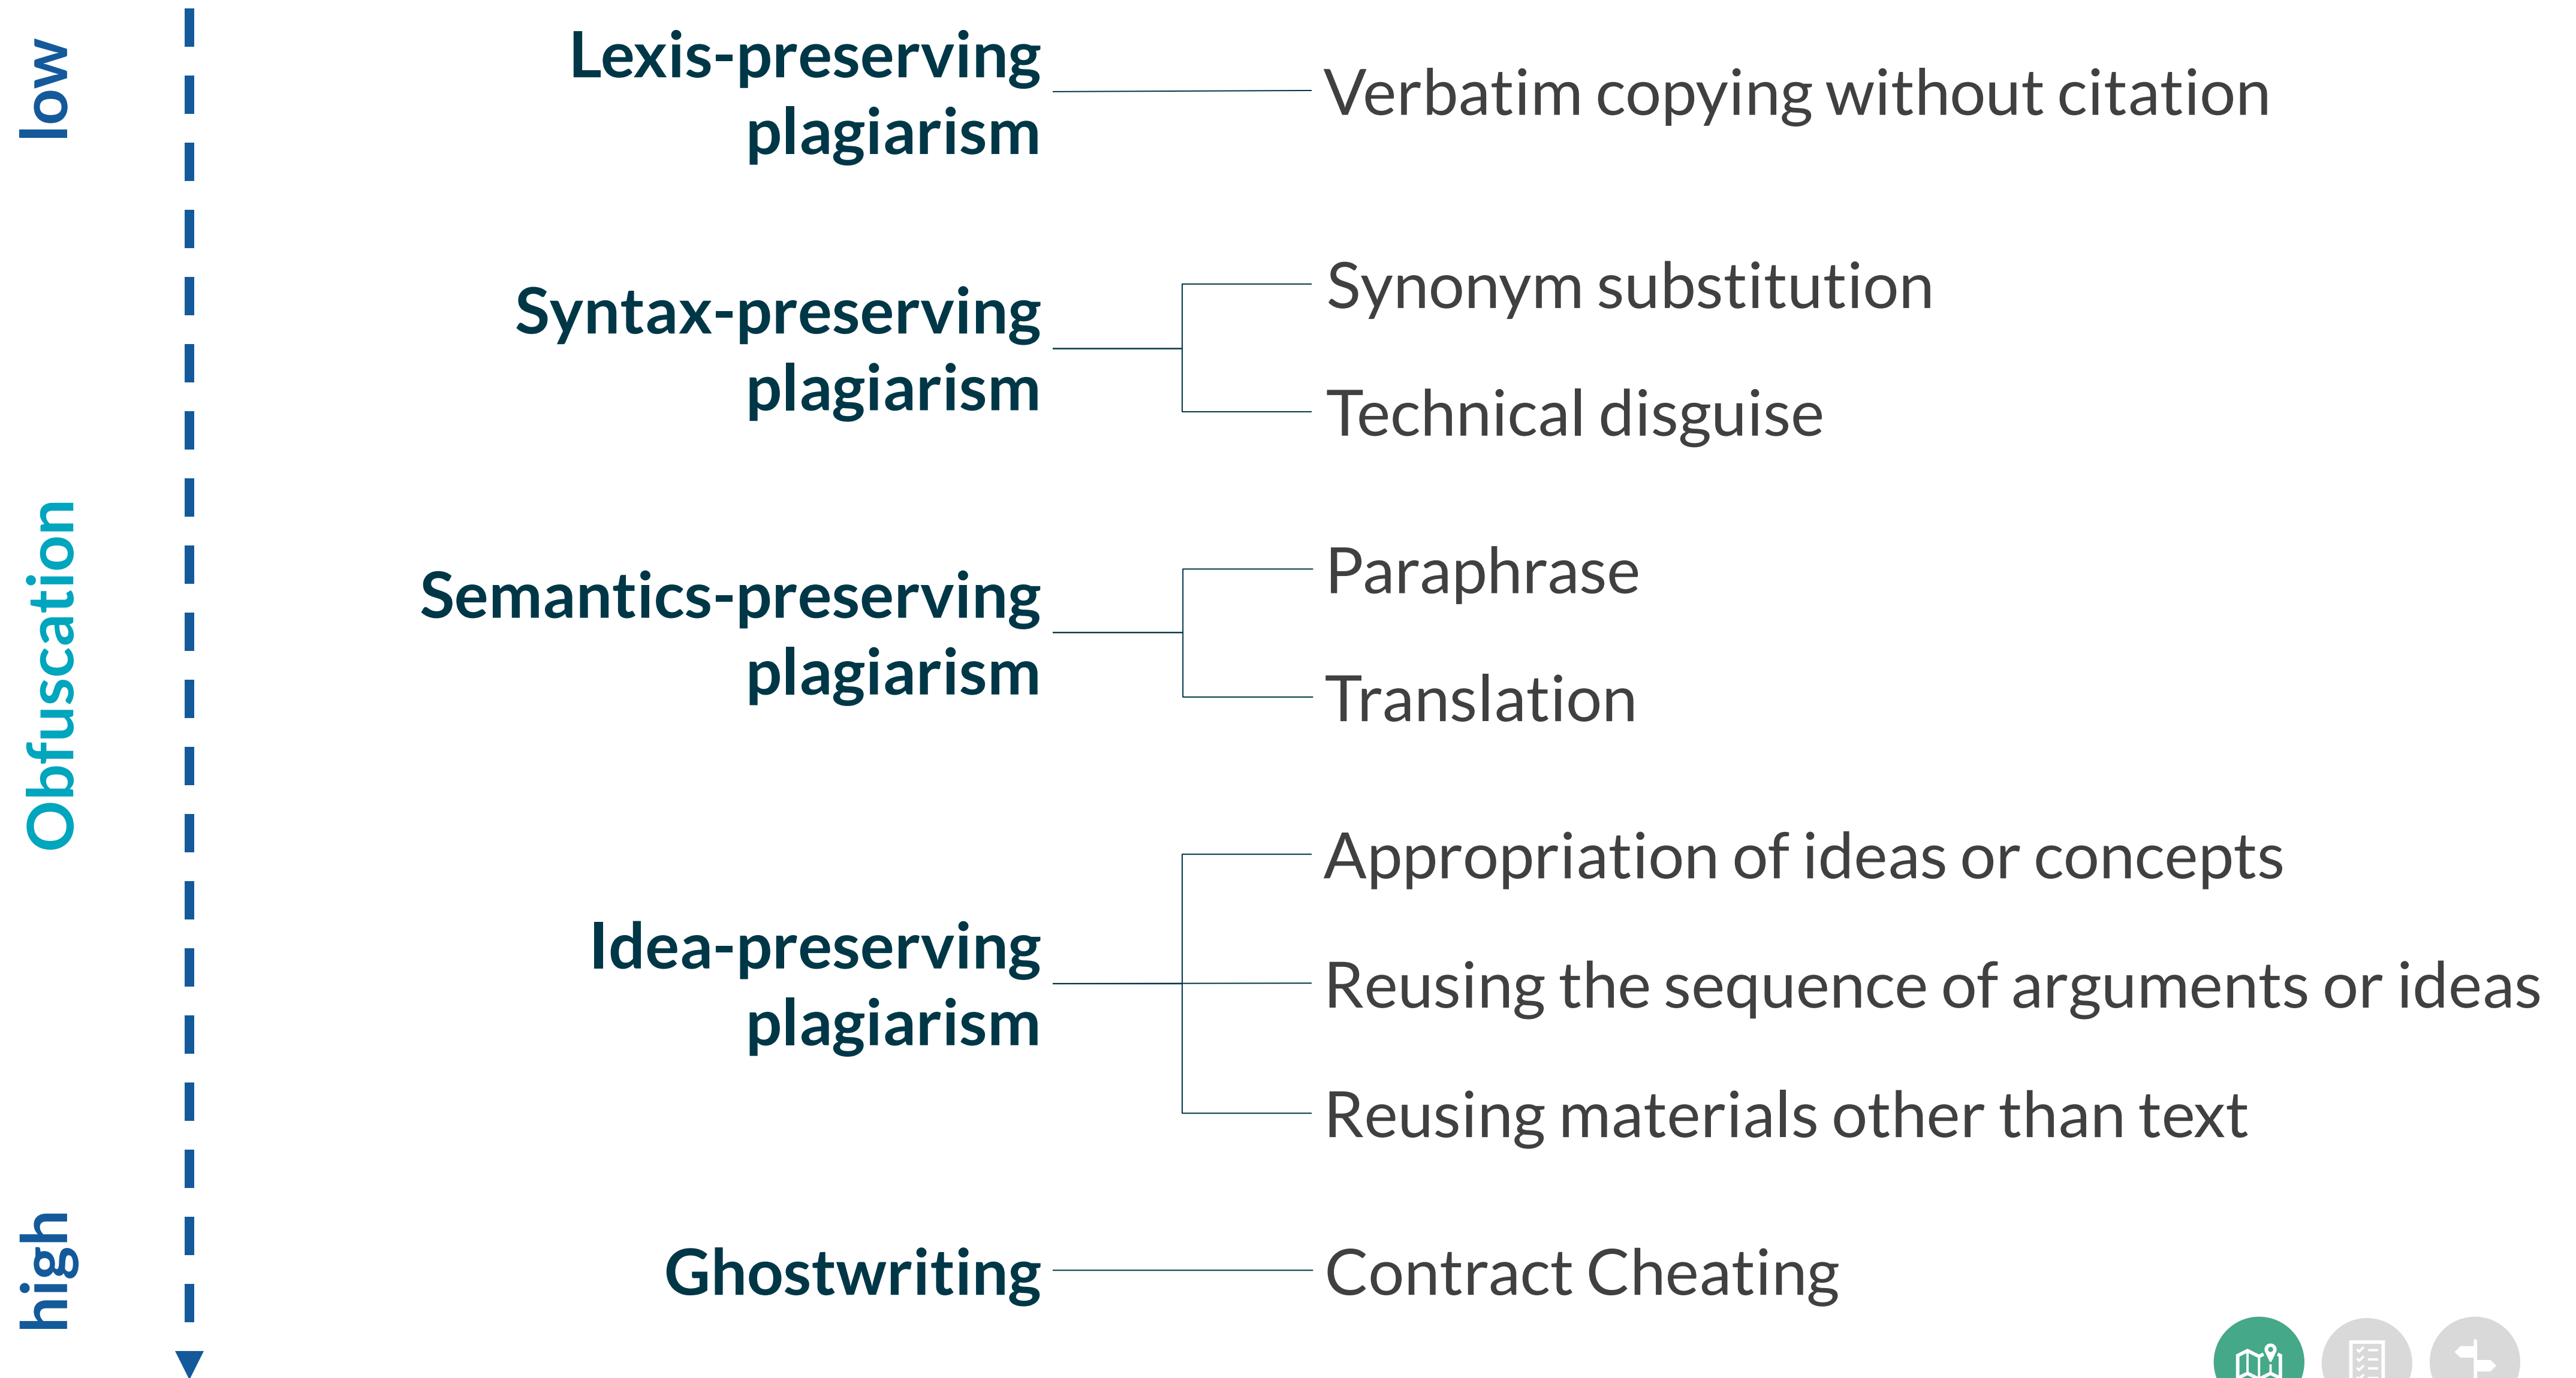 low
Obfuscation
high
Lexis-preserving
plagiarism
Verbatim copying without citation
Syntax-preserving
plagiarism
Synonym substitution
Technical disguise
Semantics-preserving
plagiarism
Paraphrase
Translation
Idea-preserving
plagiarism
Appropriation of ideas or concepts
Reusing the sequence of arguments or ideas
Reusing materials other than text
Ghostwriting
Contract Cheating